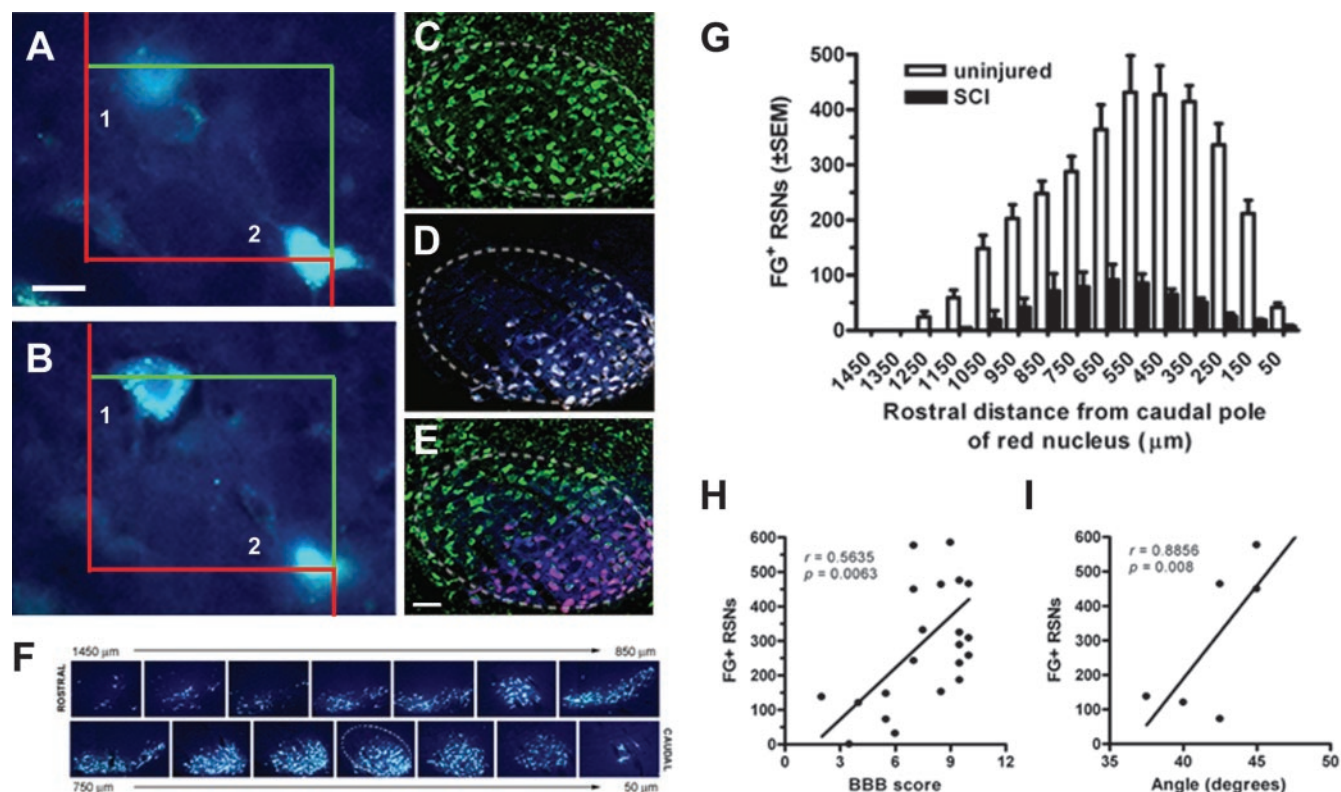 A
1
2
B
1
2
C
D
E
F
1450 µm
850 µm
ROSTRAL
CAUDAL
750 µm
50 µm
G
500
400
300
200
100
0
FG+ RSNs (±SEM)
uninjured
SCI
1450
1350
1250
1150
1050
950
850
750
650
550
450
350
250
150
50
Rostral distance from caudal pole
of red nucleus (µm)
H
600
500
400
300
200
100
0
FG+ RSNs
r = 0.5635
p = 0.0063
0
3
6
9
12
BBB score
I
600
500
400
300
200
100
0
FG+ RSNs
r = 0.8856
p = 0.008
35
40
45
50
Angle (degrees)